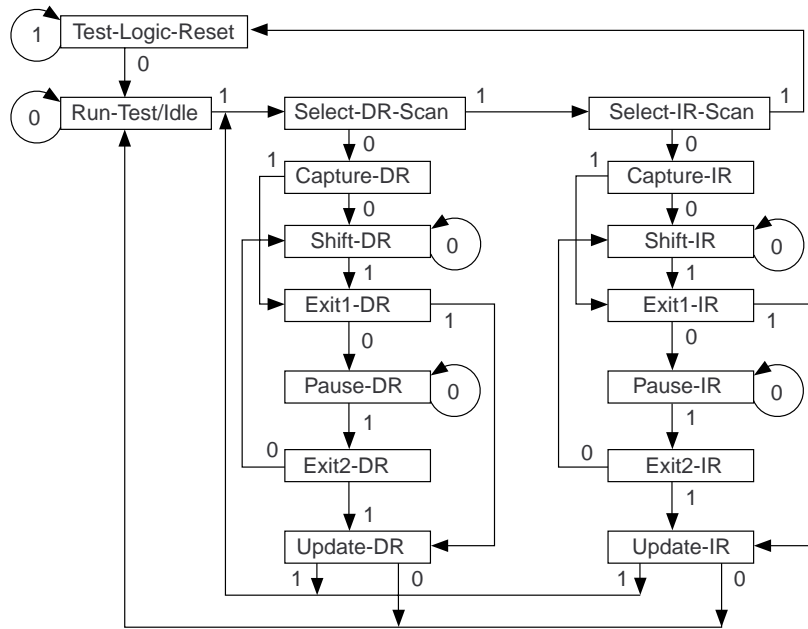 Test-Logic-Reset
1
0
Run-Test/Idle
0
1
Select-DR-Scan
1
Select-IR-Scan
1
0
0
1
Capture-DR
1
Capture-IR
0
0
Shift-DR
0
Shift-IR
0
1
1
Exit1-DR
1
Exit1-IR
1
0
0
Pause-DR
0
Pause-IR
0
1
1
0
Exit2-DR
0
Exit2-IR
1
1
Update-DR
Update-IR
1
0
1
0